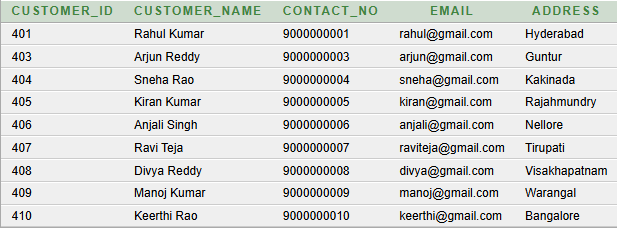 CUSTOMER_ID CUSTOMER_NAME CONTACT_NO EMAIL ADDRESS
401 Rahul Kumar 9000000001 rahul@gmail.com Hyderabad
403 Arjun Reddy 9000000003 arjun@gmail.com Guntur
404 Sneha Rao 9000000004 sneha@gmail.com Kakinada
405 Kiran Kumar 9000000005 kiran@gmail.com Rajahmundry
406 Anjali Singh 9000000006 anjali@gmail.com Nellore
407 Ravi Teja 9000000007 raviteja@gmail.com Tirupati
408 Divya Reddy 9000000008 divya@gmail.com Visakhapatnam
409 Manoj Kumar 9000000009 manoj@gmail.com Warangal
410 Keerthi Rao 9000000010 keerthi@gmail.com Bangalore